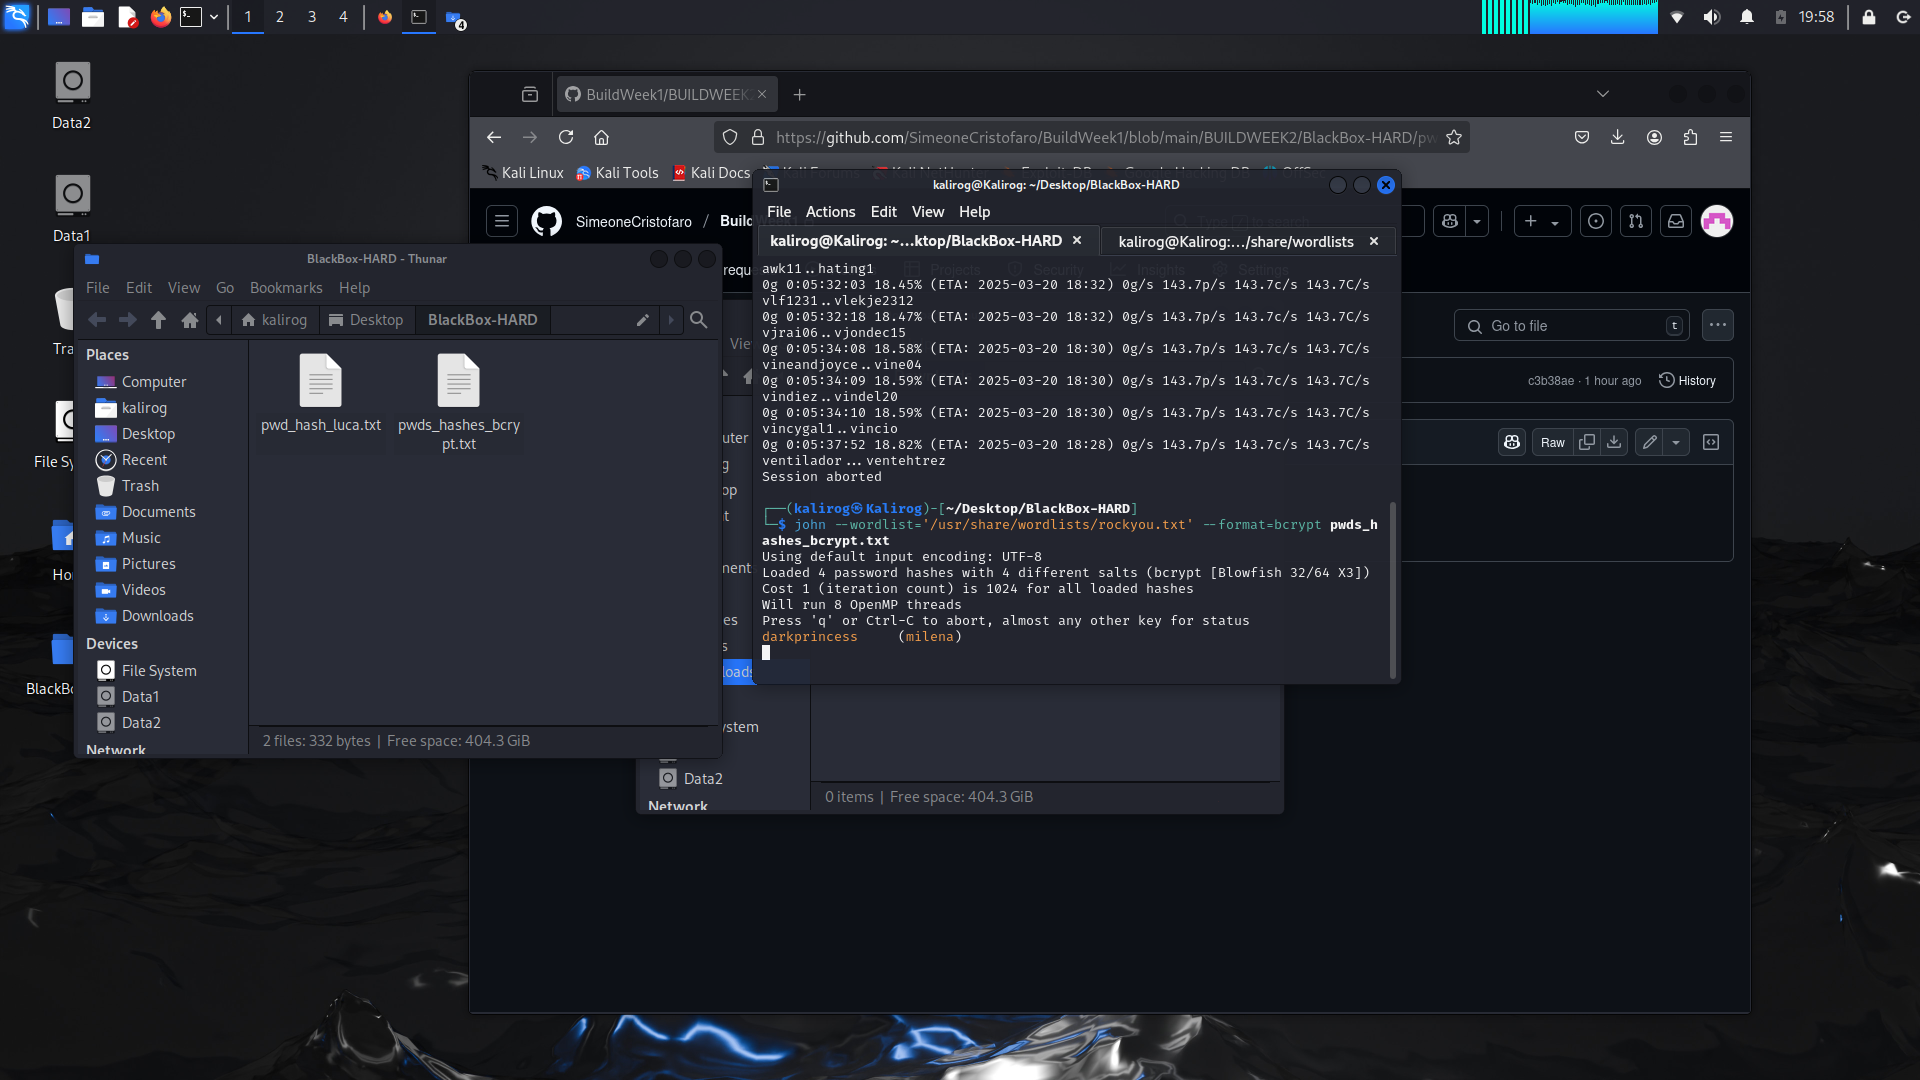 1
2
3
4
4
19:58
Data2
Data1
File Sy
BuildWeek1/BUILDWEEK
https://github.com/SimeoneCristofaro/BuildWeek1/blob/main/BUILDWEEK2/BlackBox-HARD/pw
Kali Linux
Kali Tools
Kali Docs
SimeoneCristofaro / Buil
Go to file
t
c3b38ae · 1 hour ago
History
Raw
BlackBox-HARD - Thunar
File Edit View Go Bookmarks Help
kalirog
Desktop
BlackBox-HARD
Places
Computer
kalirog
Desktop
Recent
Trash
Documents
Music
Pictures
Videos
Downloads
Devices
File System
Data1
Data2
Network
pwd_hash_luca.txt
pwds_hashes_bcry
pt.txt
2 files: 332 bytes | Free space: 404.3 GiB
kalirog@Kalirog: ~/Desktop/BlackBox-HARD
File Actions Edit View Help
kalirog@Kalirog: ~...ktop/BlackBox-HARD
kalirog@Kalirog:.../share/wordlists
Projects
Security
Insights
Settings
awk11..hating1
0g 0:05:32:03 18.45% (ETA: 2025-03-20 18:32) 0g/s 143.7p/s 143.7c/s 143.7C/s
vlf1231..vlekje2312
0g 0:05:32:18 18.47% (ETA: 2025-03-20 18:32) 0g/s 143.7p/s 143.7c/s 143.7C/s
vjrai06..vjondec15
0g 0:05:34:08 18.58% (ETA: 2025-03-20 18:30) 0g/s 143.7p/s 143.7c/s 143.7C/s
vineandjoyce..vine04
0g 0:05:34:09 18.59% (ETA: 2025-03-20 18:30) 0g/s 143.7p/s 143.7c/s 143.7C/s
vindiez..vindel20
0g 0:05:34:10 18.59% (ETA: 2025-03-20 18:30) 0g/s 143.7p/s 143.7c/s 143.7C/s
vincygal1..vincio
0g 0:05:37:52 18.82% (ETA: 2025-03-20 18:28) 0g/s 143.7p/s 143.7c/s 143.7C/s
ventilador...ventehtrez
Session aborted
┌──(kalirog㉿Kalirog)-[~/Desktop/BlackBox-HARD]
└─$ john --wordlist='/usr/share/wordlists/rockyou.txt' --format=bcrypt pwds_h
ashes_bcrypt.txt
Using default input encoding: UTF-8
Loaded 4 password hashes with 4 different salts (bcrypt [Blowfish 32/64 X3])
Cost 1 (iteration count) is 1024 for all loaded hashes
Will run 8 OpenMP threads
Press 'q' or Ctrl-C to abort, almost any other key for status
darkprincess (milena)
Data2
Network
0 items | Free space: 404.3 GiB